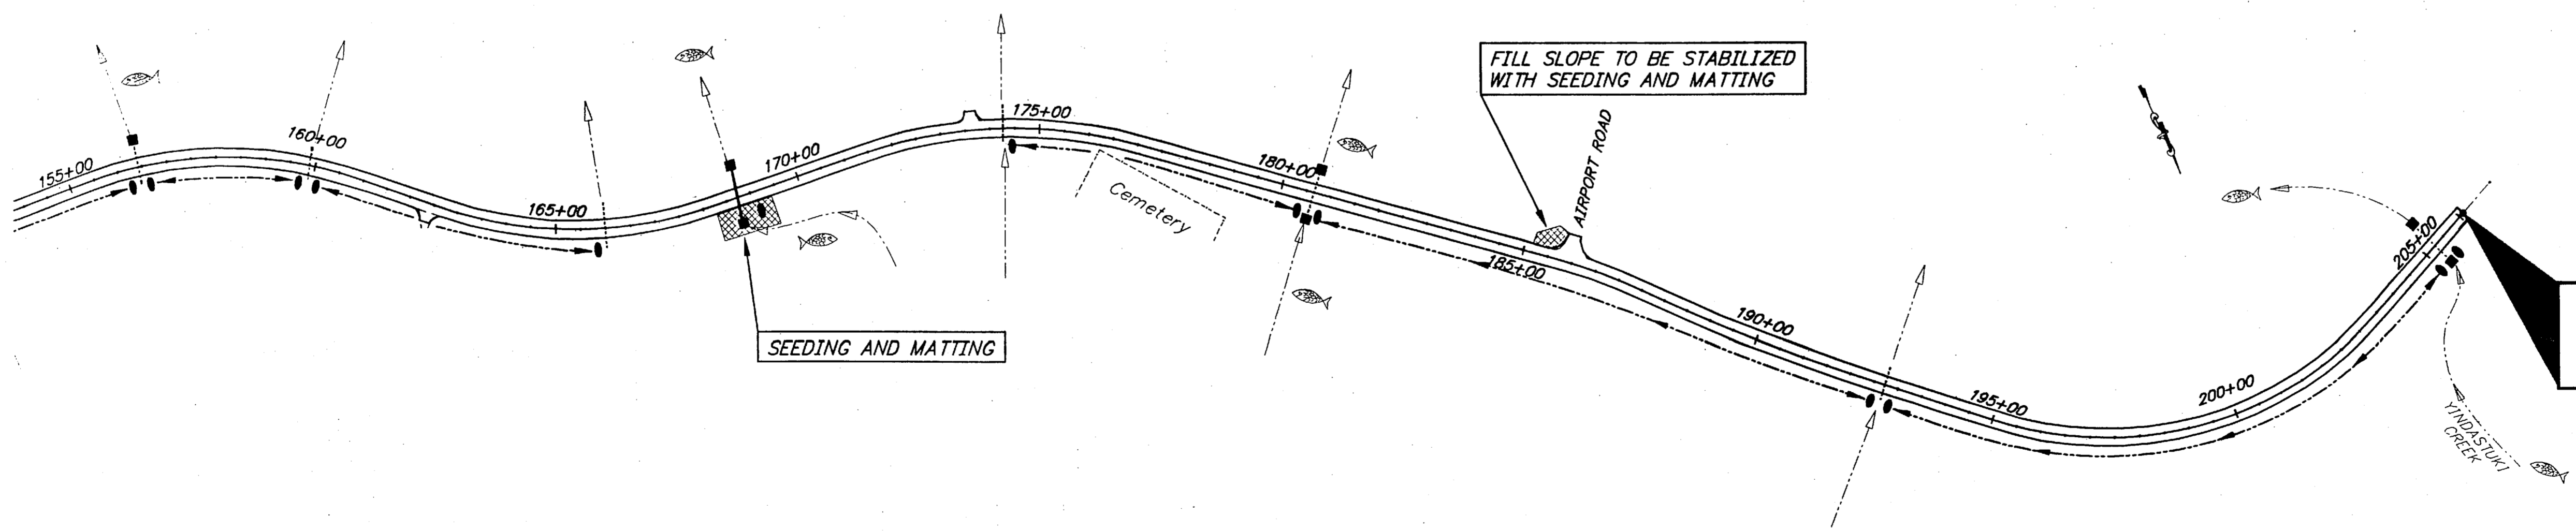 155+00
160+00
165+00
170+00
175+00
180+00
185+00
190+00
195+00
200+00
205+00
SEEDING AND MATTING
Cemetery
FILL SLOPE TO BE STABILIZED
WITH SEEDING AND MATTING
AIRPORT ROAD
YINDASTUKI
CREEK